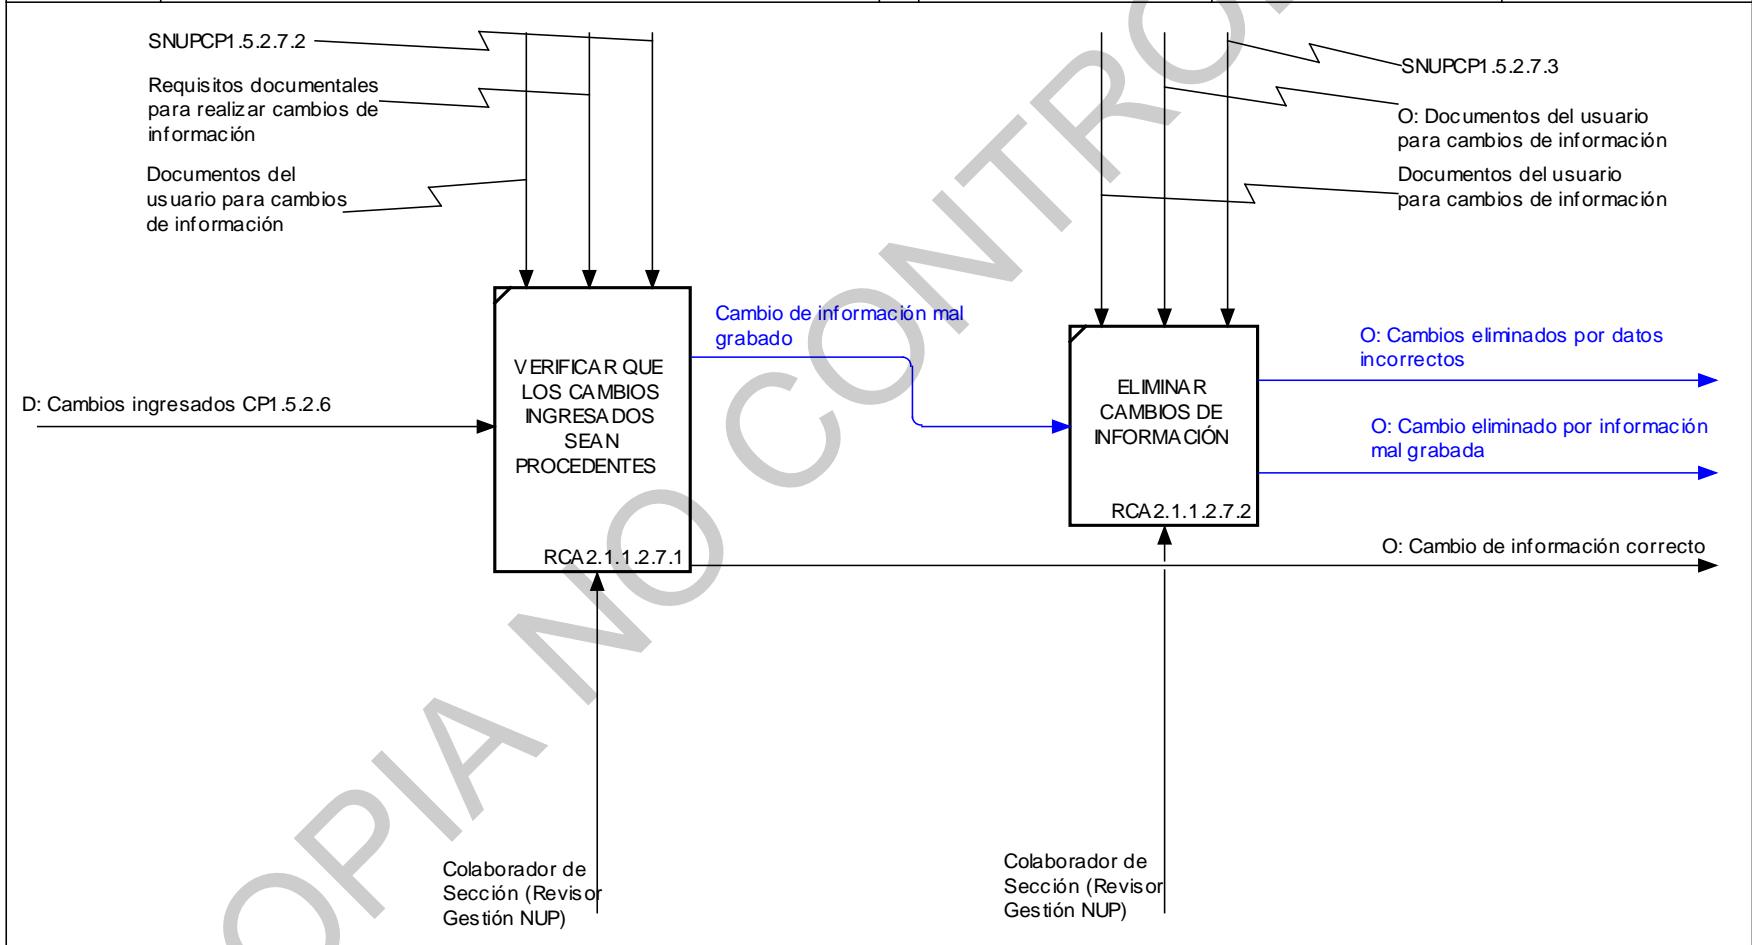 SNUPCP1.5.2.7.2
Requisitos documentales
para realizar cambios de
información
Documentos del
usuario para cambios
de información
SNUPCP1.5.2.7.3
O: Documentos del usuario
para cambios de información
Documentos del usuario
para cambios de información
D: Cambios ingresados CP1.5.2.6
VERIFICAR QUE
LOS CAMBIOS
INGRESADOS
SEAN
PROCEDENTES
RCA2.1.1.2.7.1
Cambio de información mal
grabado
ELIMINAR
CAMBIOS DE
INFORMACIÓN
RCA2.1.1.2.7.2
O: Cambios eliminados por datos
incorrectos
O: Cambio eliminado por información
mal grabada
O: Cambio de información correcto
Colaborador de
Sección (Revisor
Gestión NUP)
Colaborador de
Sección (Revisor
Gestión NUP)
OPIA NO CONTRO